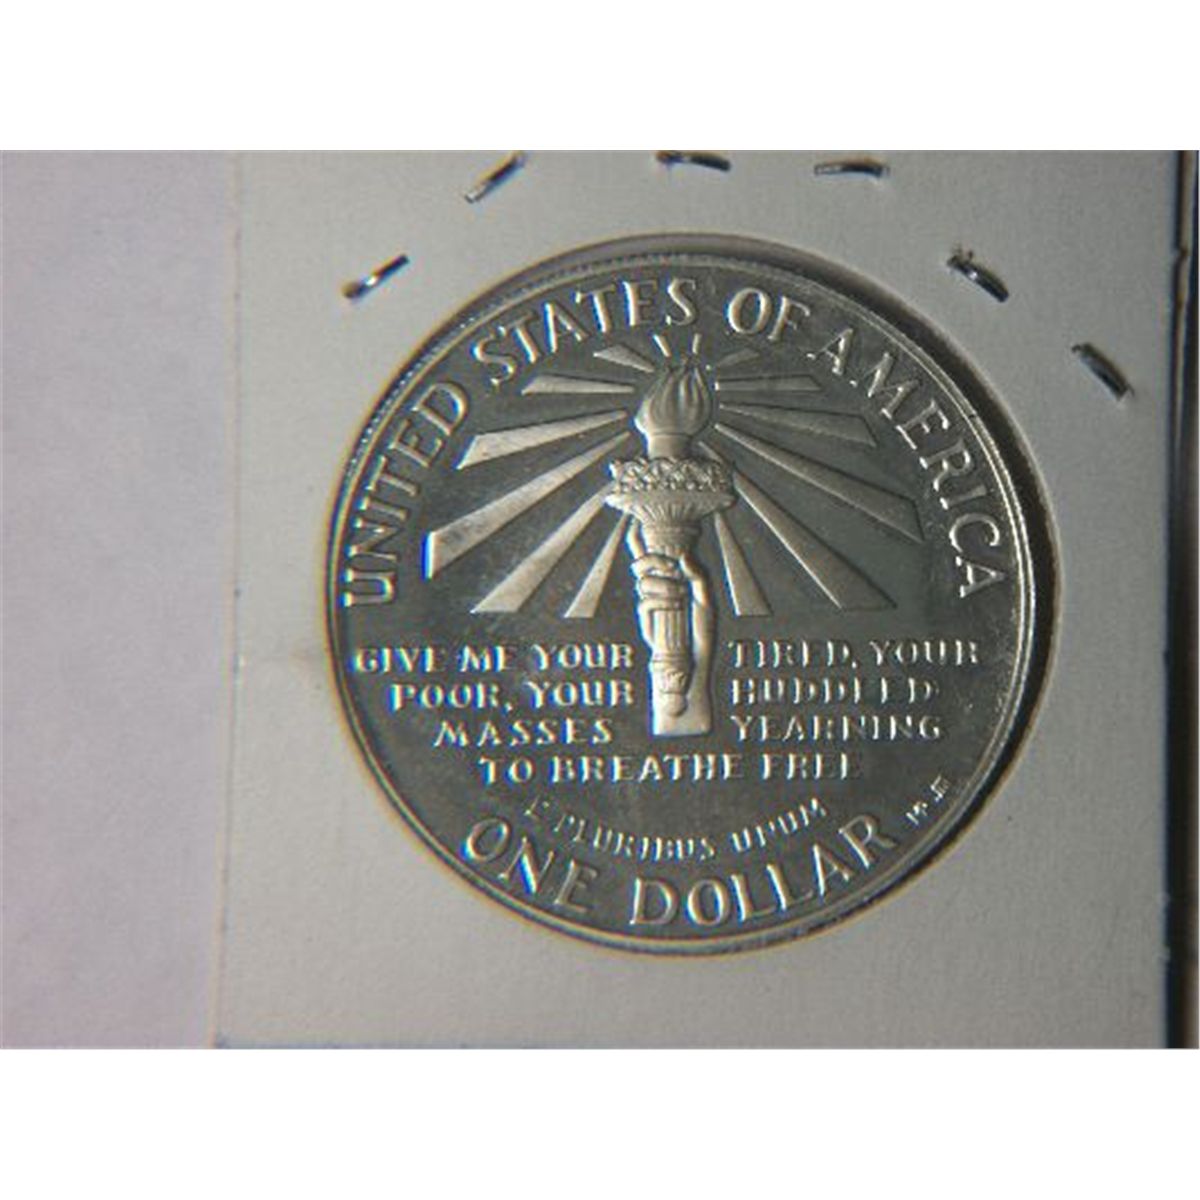 UNITED STATES OF AMERICA
GIVE ME YOUR TIRED, YOUR
POOR, YOUR HUDDLED
MASSES YEARNING
TO BREATHE FREE
E PLURIBUS UNUM
ONE DOLLAR